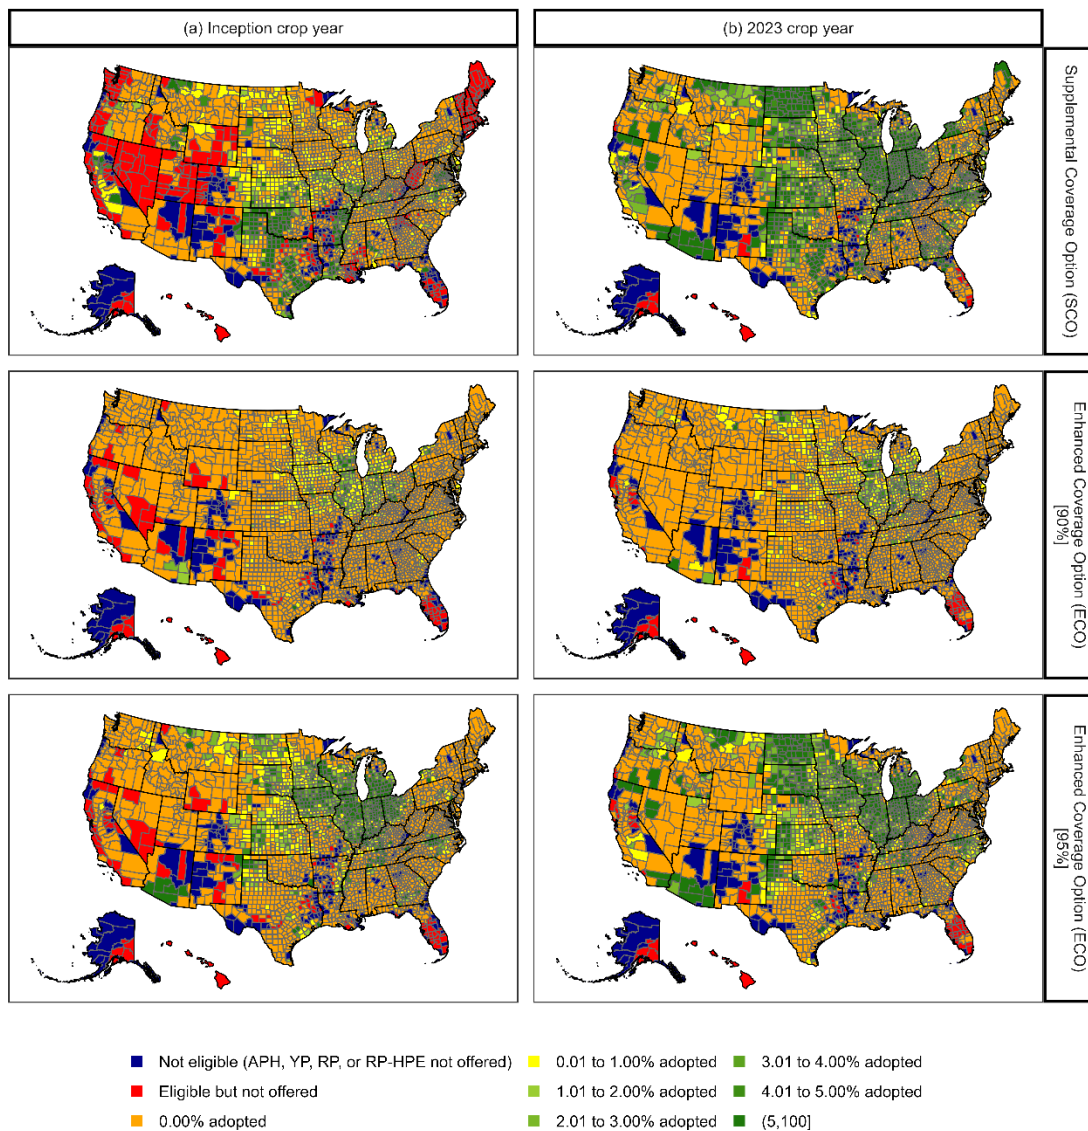 (a) Inception crop year
(b) 2023 crop year
Supplemental Coverage Option (SCO)
Enhanced Coverage Option (ECO)
[90%]
Enhanced Coverage Option (ECO)
[95%]
Not eligible (APH, YP, RP, or RP-HPE not offered)
Eligible but not offered
0.00% adopted
0.01 to 1.00% adopted
1.01 to 2.00% adopted
2.01 to 3.00% adopted
3.01 to 4.00% adopted
4.01 to 5.00% adopted
(5,100]